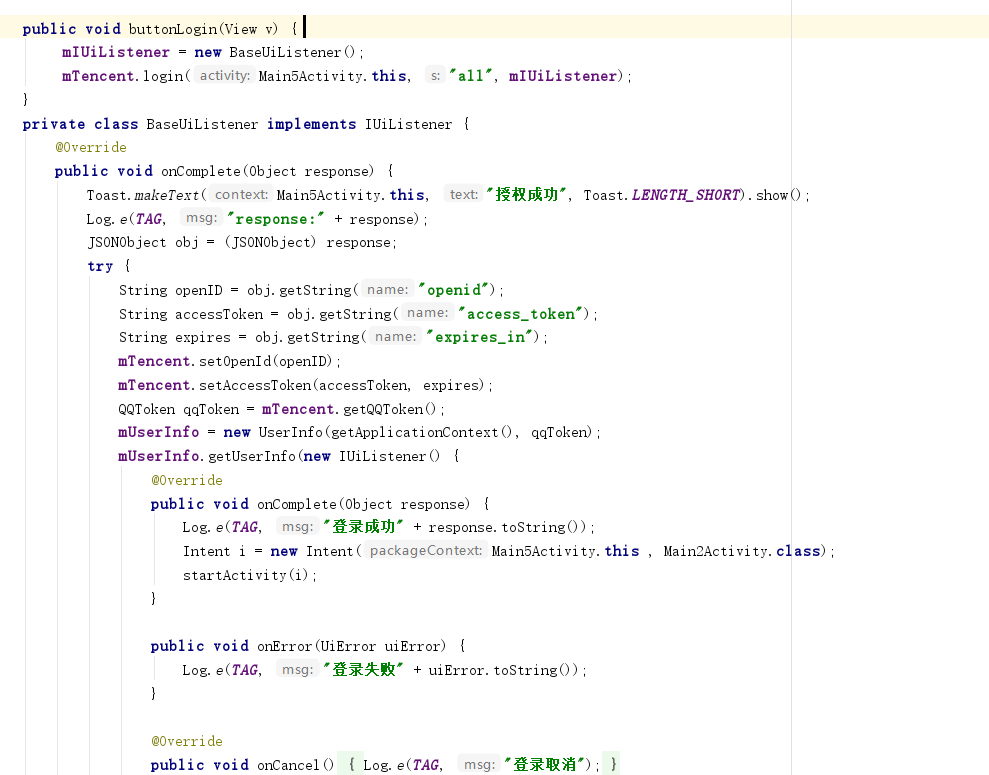 public void buttonLogin(View v) {
mIUiListener = new BaseUiListener();
mTencent.login( activity: Main5Activity.this, s: "all", mIUiListener);
}
private class BaseUiListener implements IUiListener {
@Override
public void onComplete(Object response) {
Toast.makeText( context: Main5Activity.this, text: "授权成功", Toast.LENGTH_SHORT).show();
Log.e(TAG, msg: "response:" + response);
JSONObject obj = (JSONObject) response;
try {
String openID = obj.getString( name: "openid");
String accessToken = obj.getString( name: "access_token");
String expires = obj.getString( name: "expires_in");
mTencent.setOpenId(openID);
mTencent.setAccessToken(accessToken, expires);
QQToken qqToken = mTencent.getQQToken();
mUserInfo = new UserInfo(getApplicationContext(), qqToken);
mUserInfo.getUserInfo(new IUiListener() {
@Override
public void onComplete(Object response) {
Log.e(TAG, msg: "登录成功" + response.toString());
Intent i = new Intent( packageContext: Main5Activity.this , Main2Activity.class);
startActivity(i);
}
public void onError(UiError uiError) {
Log.e(TAG, msg: "登录失败" + uiError.toString());
}
@Override
public void onCancel() { Log.e(TAG, msg: "登录取消"); }